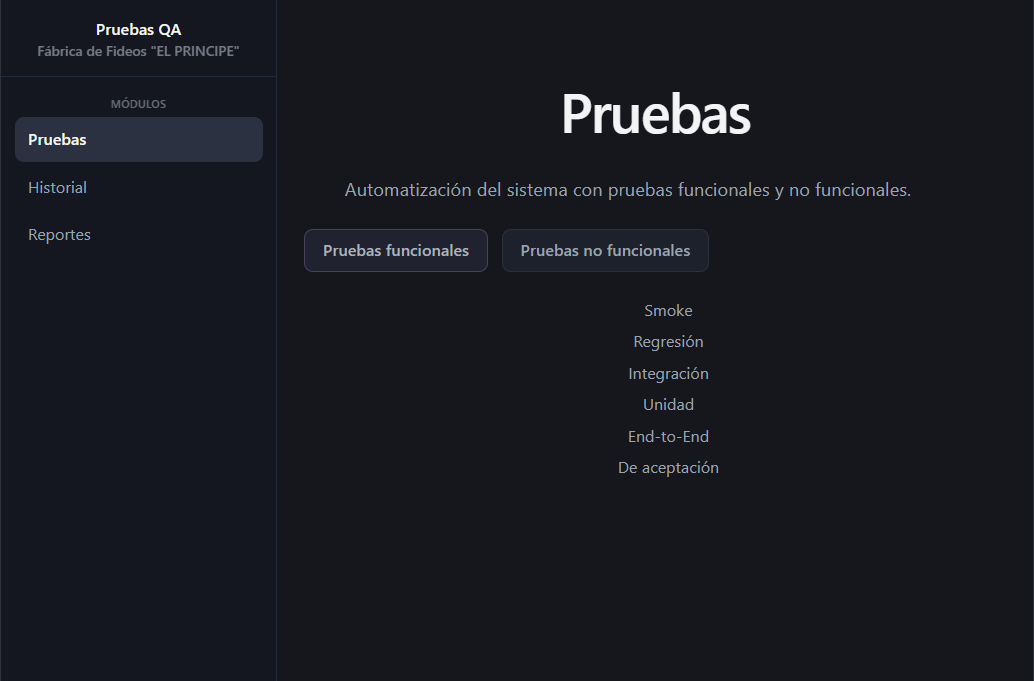 Pruebas QA
Fábrica de Fideos "EL PRINCIPE"
MÓDULOS
Pruebas
Historial
Reportes
Pruebas
Automatización del sistema con pruebas funcionales y no funcionales.
Pruebas funcionales
Pruebas no funcionales
Smoke
Regresión
Integración
Unidad
End-to-End
De aceptación